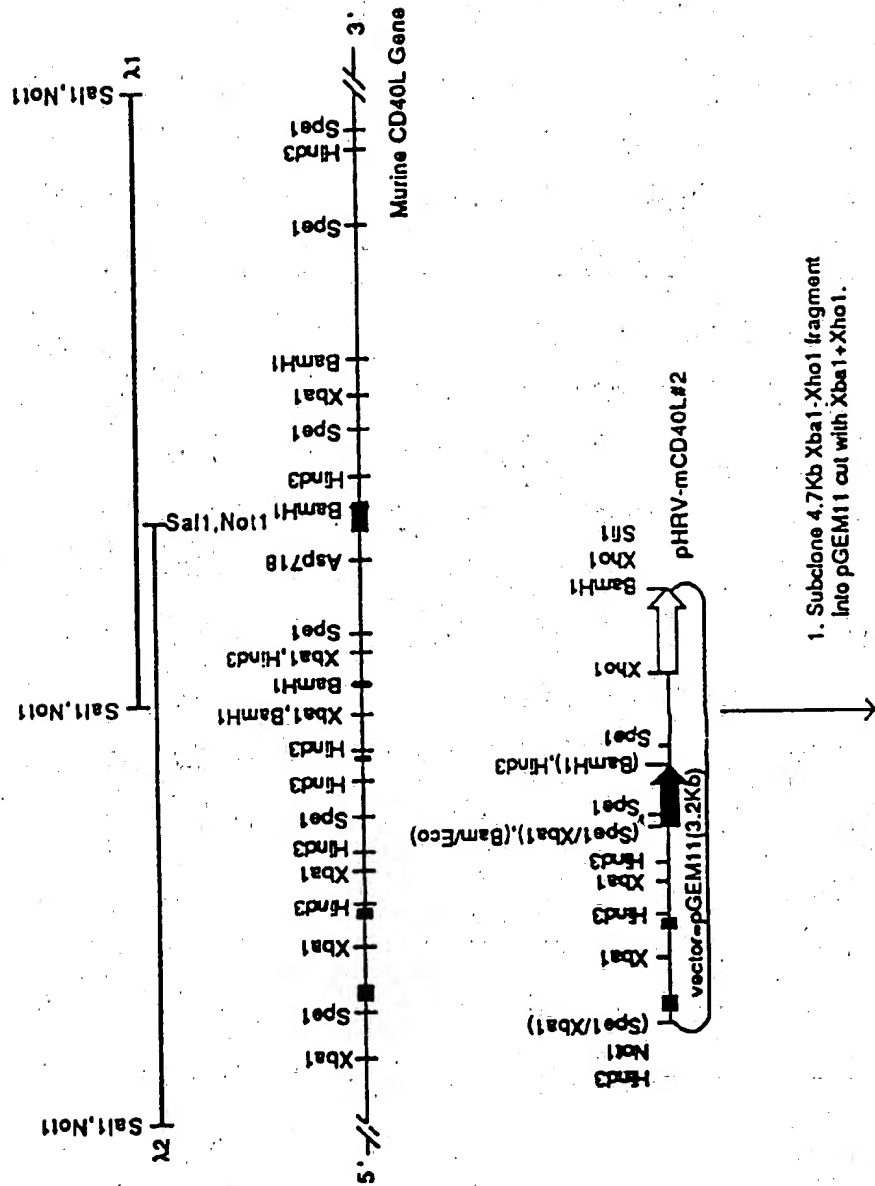 Sal1,Not1
λ1
Sal1,Not1
Sal1,Not1
λ2
Sal1,Not1
5'
Xba1
Spe1
Xba1
Hind3
Xba1
Hind3
Spe1
Hind3
Hind3
Xba1,BamH1
BamH1
Xba1,Hind3
Spe1
Asp718
BamH1
Hind3
Spe1
Xba1
BamH1
Spe1
Hind3
Spe1
3'
Murine CD40L Gene
Hind3
Not1
(Spe1/Xba1)
Xba1
Hind3
Xba1
Hind3
(Spe1/Xba1),(Bam/Eco)
Spe1
(BamH1),Hind3
Spe1
Xho1
BamH1
Xho1
Sfi1
vector=pGEM11(3.2Kb)
pHRV-mCD40L#2
1. Subclone 4.7Kb Xba1-Xho1 fragment
into pGEM11 cut with Xba1+Xho1.